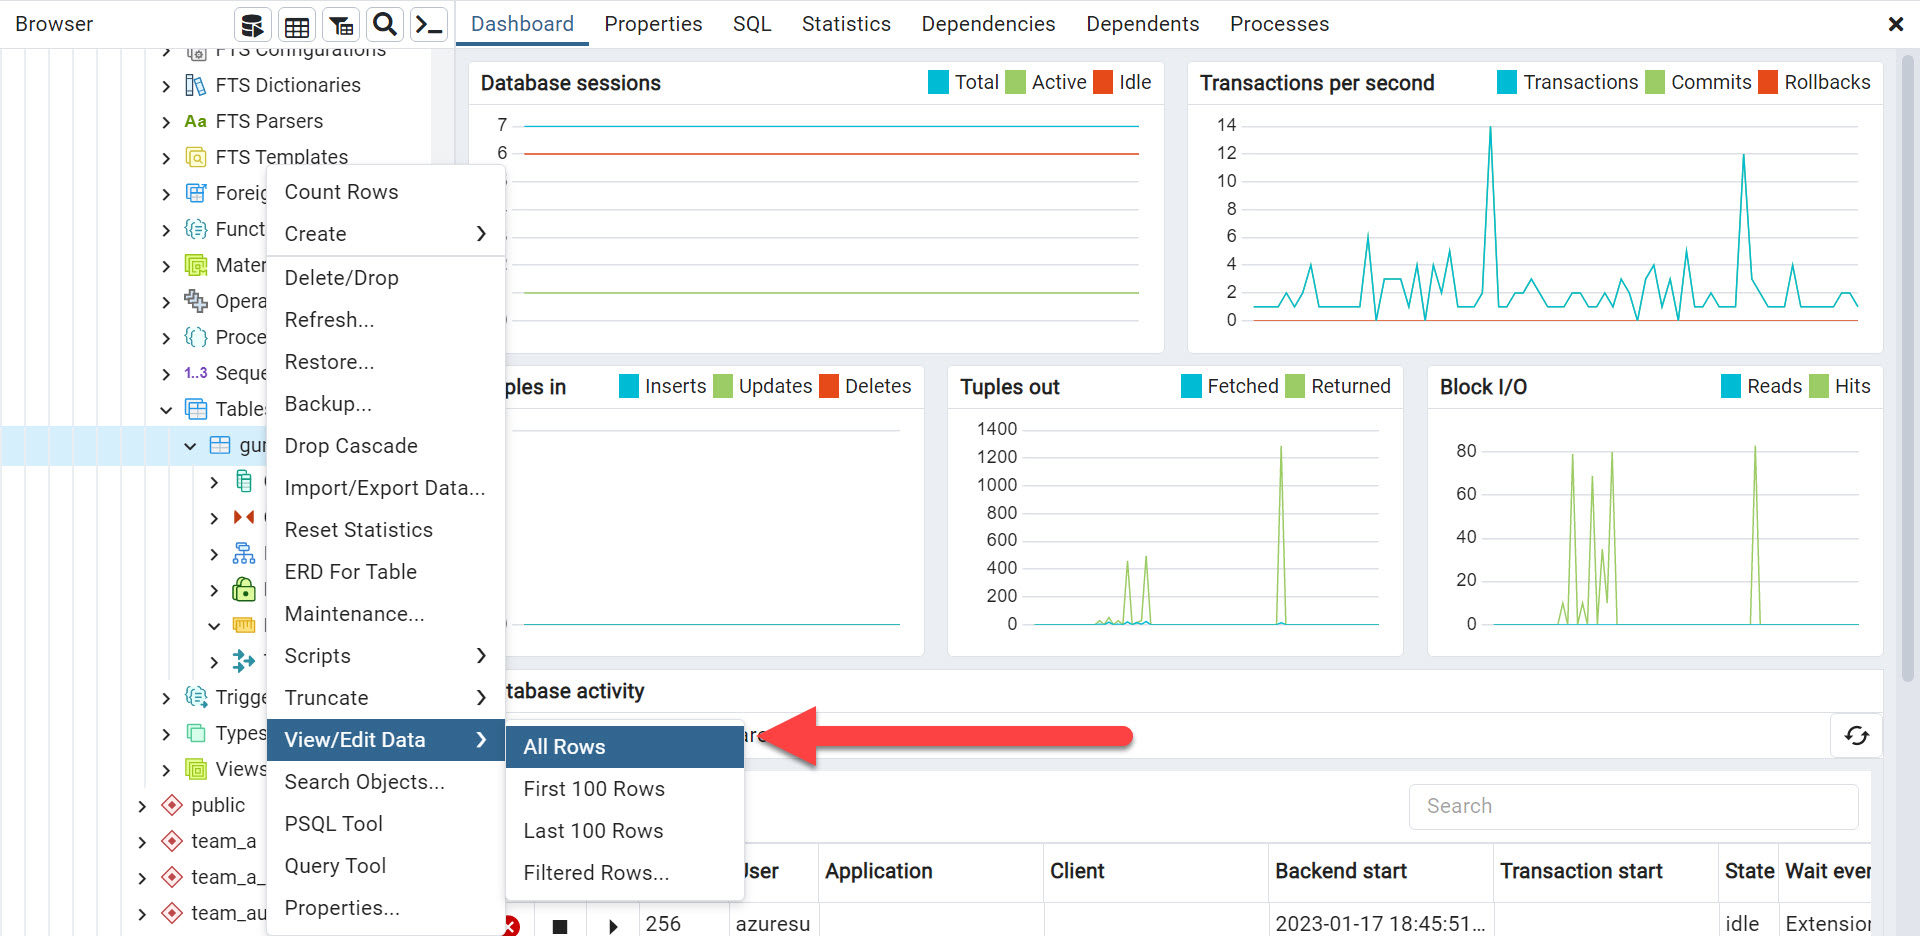 Browser
Dashboard Properties SQL Statistics Dependencies Dependents Processes
FTS Configurations
FTS Dictionaries
Aa FTS Parsers
FTS Templates
Foreig
Funct
Mater
Opera
Proce
1..3 Seque
Tables
gur
Trigge
Types
Views
public
team_a
team_a_
team_au
Count Rows
Create
Delete/Drop
Refresh...
Restore...
Backup...
Drop Cascade
Import/Export Data...
Reset Statistics
ERD For Table
Maintenance...
Scripts
Truncate
View/Edit Data
Search Objects...
PSQL Tool
Query Tool
Properties...
All Rows
First 100 Rows
Last 100 Rows
Filtered Rows...
Database sessions Total Active Idle
7
6
Transactions per second Transactions Commits Rollbacks
14
12
10
8
6
4
2
0
ples in Inserts Updates Deletes
Tuples out Fetched Returned
1400
1200
1000
800
600
400
200
0
Block I/O Reads Hits
80
60
40
20
0
tabase activity
Search
User Application Client Backend start Transaction start State Wait even
256 azuresu 2023-01-17 18:45:51... idle Extension